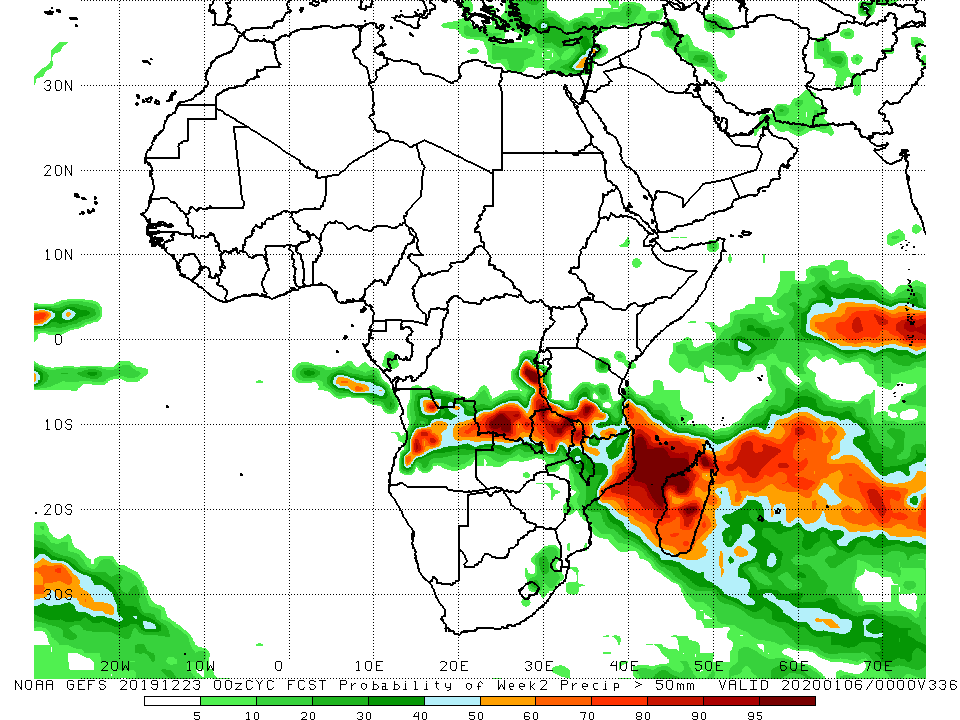 30N
20N
10N
0
10S
20S
30S
20W 10W 0 10E 20E 30E 40E 50E 60E 70E
NOAA GEFS 20191223 00zCYC FCST Probability of Week2 Precip > 50mm VALID 20200106/0000V336
5 10 20 30 40 50 60 70 80 90 95